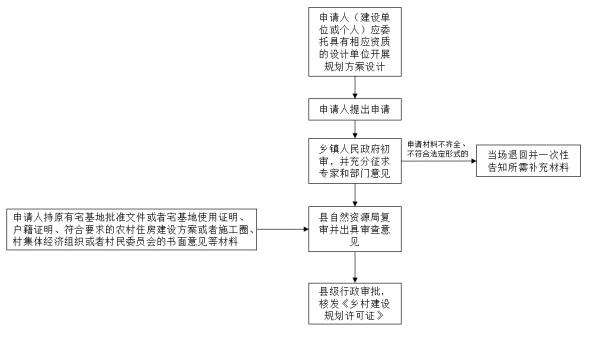 申请人（建设单
位或个人）应委
托具有相应资质
的设计单位开展
规划方案设计
申请人提出申请
乡镇人民政府初
审，并充分征求
专家和部门意见
申请材料不齐全、
不符合法定形式的
当场退回并一次性
告知所需补充材料
申请人持原有宅基地批准文件或者宅基地使用证明、
户籍证明、符合要求的农村住房建设方案或者施工圈、
村集体经济组织或者村民委员会的书面意见等材料
县自然资源局复
审并出具审查意
见
县级行政审批，
核发《乡村建设
规划许可证》